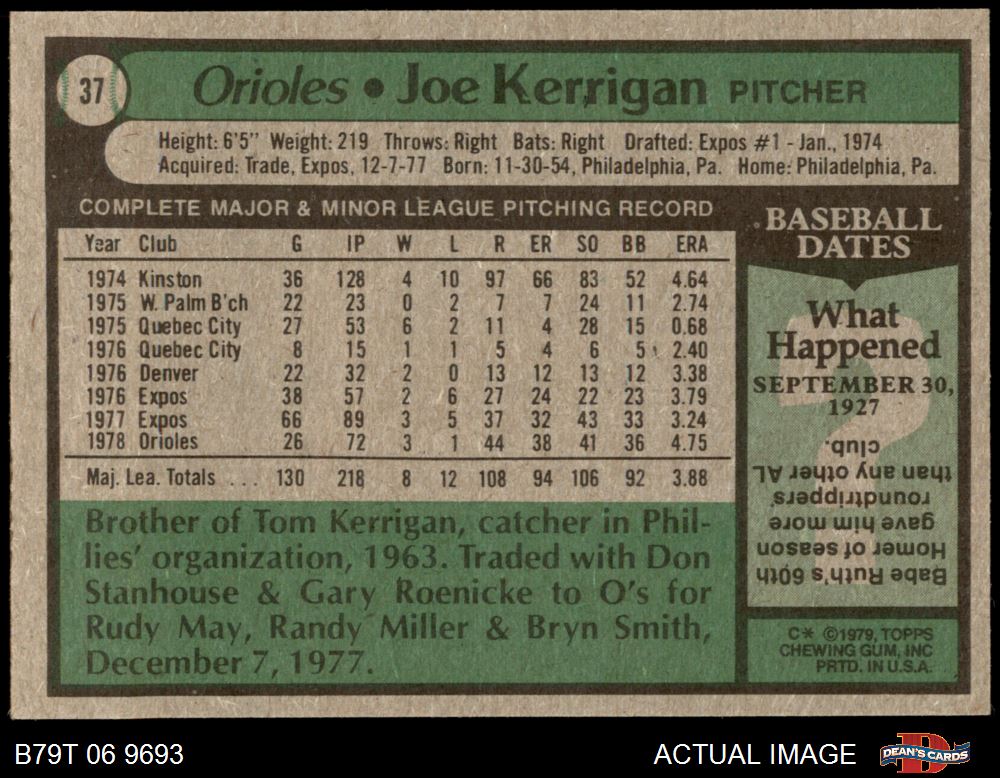 37
Orioles • Joe Kerrigan PITCHER
Height: 6'5" Weight: 219 Throws: Right Bats: Right Drafted: Expos #1 - Jan., 1974
Acquired: Trade, Expos, 12-7-77 Born: 11-30-54, Philadelphia, Pa. Home: Philadelphia, Pa.
COMPLETE MAJOR & MINOR LEAGUE PITCHING RECORD
Year Club G IP W L R ER SO BB ERA
1974 Kinston 36 128 4 10 97 66 83 52 4.64
1975 W. Palm B'ch 22 23 0 2 7 7 24 11 2.74
1975 Quebec City 27 53 6 2 11 4 28 15 0.68
1976 Quebec City 8 15 1 1 5 4 6 5 2.40
1976 Denver 22 32 2 0 13 12 13 12 3.38
1976 Expos 38 57 2 6 27 24 22 23 3.79
1977 Expos 66 89 3 5 37 32 43 33 3.24
1978 Orioles 26 72 3 1 44 38 41 36 4.75
Maj. Lea. Totals ... 130 218 8 12 108 94 106 92 3.88
Brother of Tom Kerrigan, catcher in Phil-
lies' organization, 1963. Traded with Don
Stanhouse & Gary Roenicke to O's for
Rudy May, Randy Miller & Bryn Smith,
December 7, 1977.
BASEBALL
DATES
What
Happened
SEPTEMBER 30,
1927
?
Babe Ruth's 60th
Homer of season
gave him more
roundtrippers
than any other AL
club.
C* ©1979, TOPPS
CHEWING GUM, INC
PRTD. IN U.S.A.
B79T 06 9693
ACTUAL IMAGE
DEAN'S CARDS